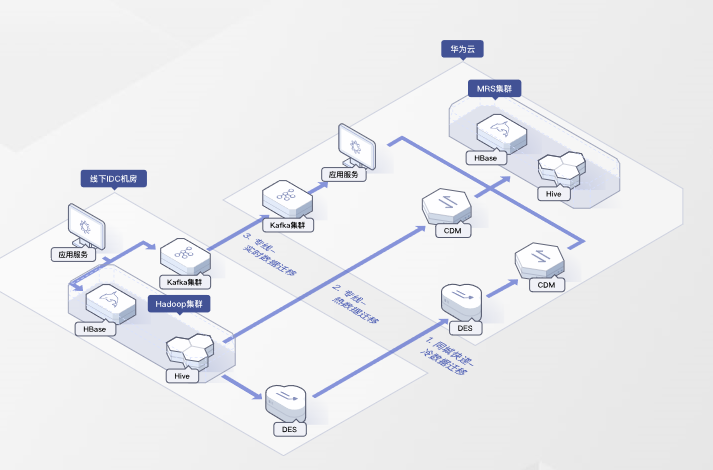 华为云
MRS集群
HBase
Hive
应用服务
Kafka集群
CDM
CDM
DES
线下IDC机房
应用服务
Kafka集群
Hadoop集群
HBase
Hive
DES
3. 专线–
实时数据迁移
2. 专线–
热数据迁移
1. 同城快递–
冷数据迁移